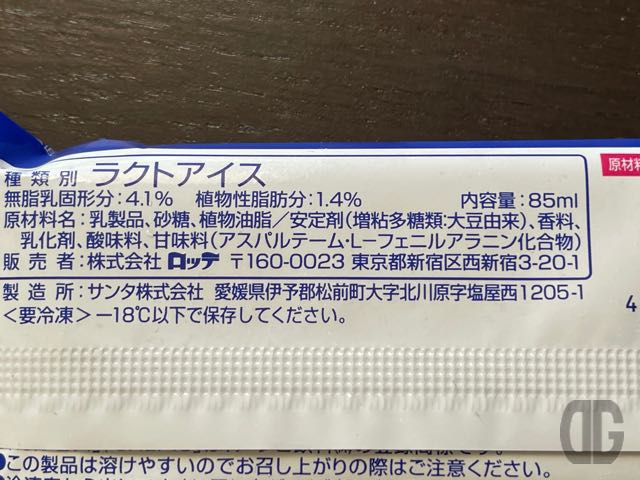 種類別 ラクトアイス
原材料
無脂乳固形分:4.1% 植物性脂肪分:1.4% 内容量:85ml
原材料名:乳製品、砂糖、植物油脂/安定剤(増粘多糖類:大豆由来)、香料、
乳化剤、酸味料、甘味料(アスパルテーム・L-フェニルアラニン化合物)
販売者:株式会社 ロッテ 〒160-0023 東京都新宿区西新宿3-20-1
製造所:サンタ株式会社 愛媛県伊予郡松前町大字北川原字塩屋西1205-1
4
<要冷凍>-18℃以下で保存してください。
DG
●この製品は溶けやすいのでお召し上がりの際はご注意ください。